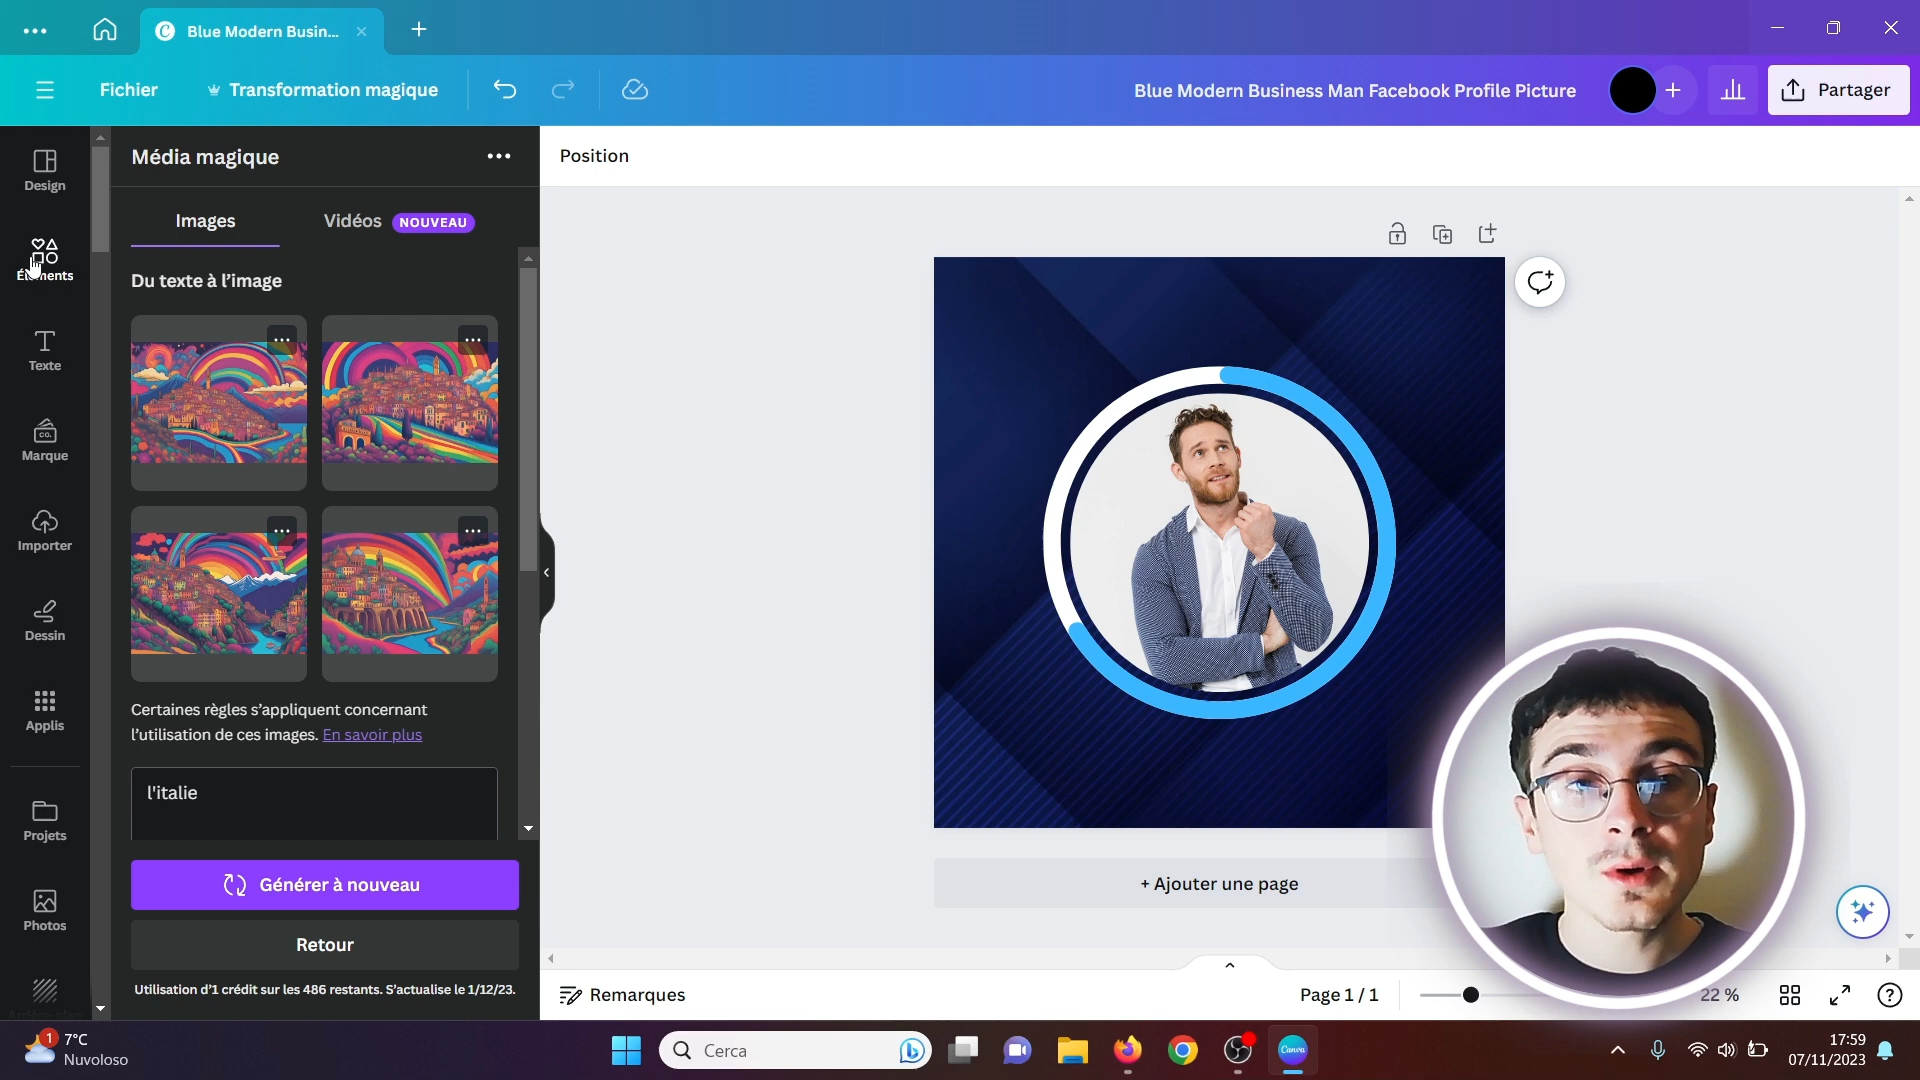 Blue Modern Busin...
Fichier
Transformation magique
Blue Modern Business Man Facebook Profile Picture
Partager
Design
Éléments
Texte
CO.
Marque
Importer
Dessin
Applis
Projets
Photos
Média magique
Images
Vidéos
NOUVEAU
Du texte à l'image
Certaines règles s'appliquent concernant
l'utilisation de ces images. En savoir plus
l'italie
Générer à nouveau
Retour
Utilisation d'1 crédit sur les 486 restants. S'actualise le 1/12/23.
Position
+ Ajouter une page
Remarques
Page 1 / 1
22 %
1
7°C
Nuvoloso
Cerca
Canva
17:59
07/11/2023